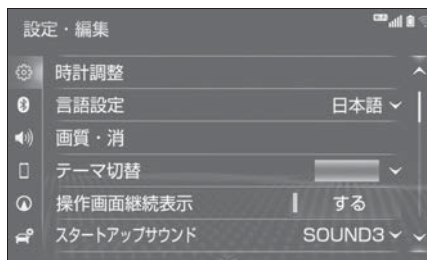 設定・編集
時計調整
言語設定 日本語
画質・消
テーマ切替
操作画面継続表示 する
スタートアップサウンド SOUND3